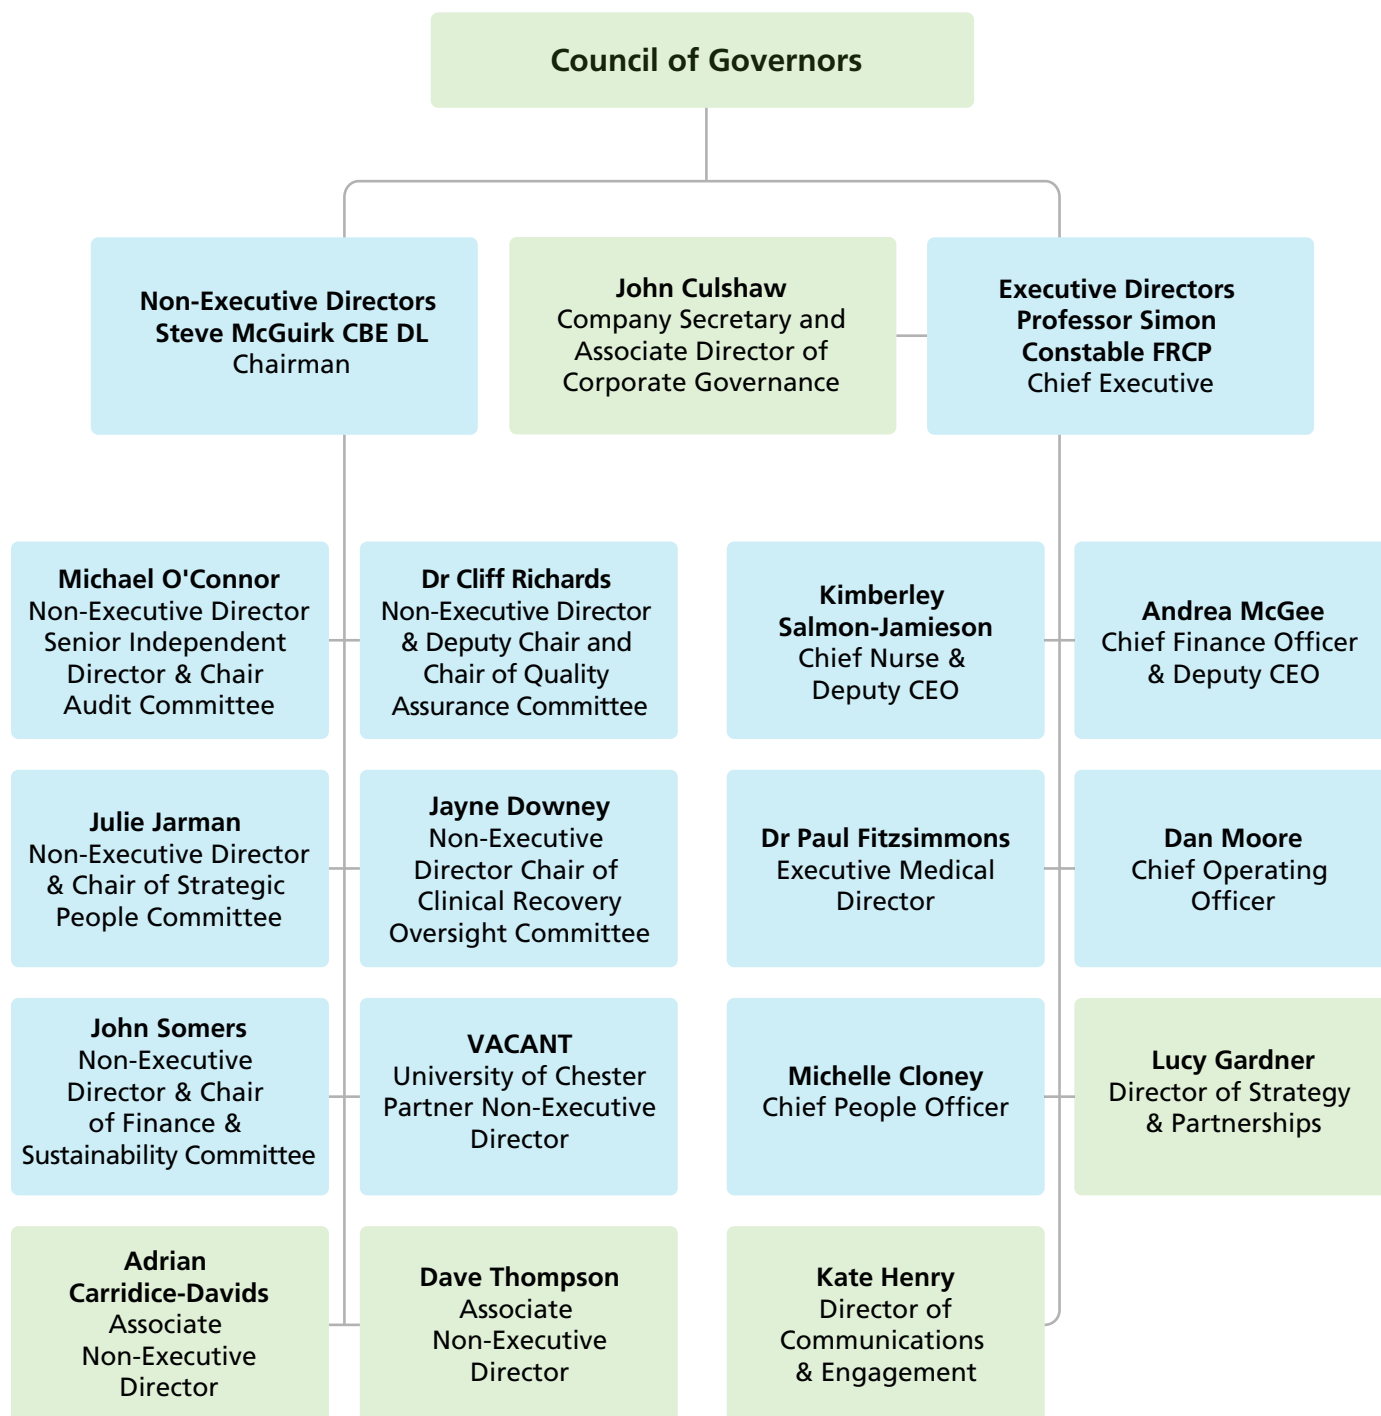 Council of Governors
Non-Executive Directors
Steve McGuirk CBE DL
Chairman
John Culshaw
Company Secretary and
Associate Director of
Corporate Governance
Executive Directors
Professor Simon
Constable FRCP
Chief Executive
Michael O'Connor
Non-Executive Director
Senior Independent
Director & Chair
Audit Committee
Dr Cliff Richards
Non-Executive Director
& Deputy Chair and
Chair of Quality
Assurance Committee
Kimberley
Salmon-Jamieson
Chief Nurse &
Deputy CEO
Andrea McGee
Chief Finance Officer
& Deputy CEO
Julie Jarman
Non-Executive Director
& Chair of Strategic
People Committee
Jayne Downey
Non-Executive
Director Chair of
Clinical Recovery
Oversight Committee
Dr Paul Fitzsimmons
Executive Medical
Director
Dan Moore
Chief Operating
Officer
John Somers
Non-Executive
Director & Chair
of Finance &
Sustainability Committee
VACANT
University of Chester
Partner Non-Executive
Director
Michelle Cloney
Chief People Officer
Lucy Gardner
Director of Strategy
& Partnerships
Adrian
Carridice-Davids
Associate
Non-Executive
Director
Dave Thompson
Associate
Non-Executive
Director
Kate Henry
Director of
Communications
& Engagement